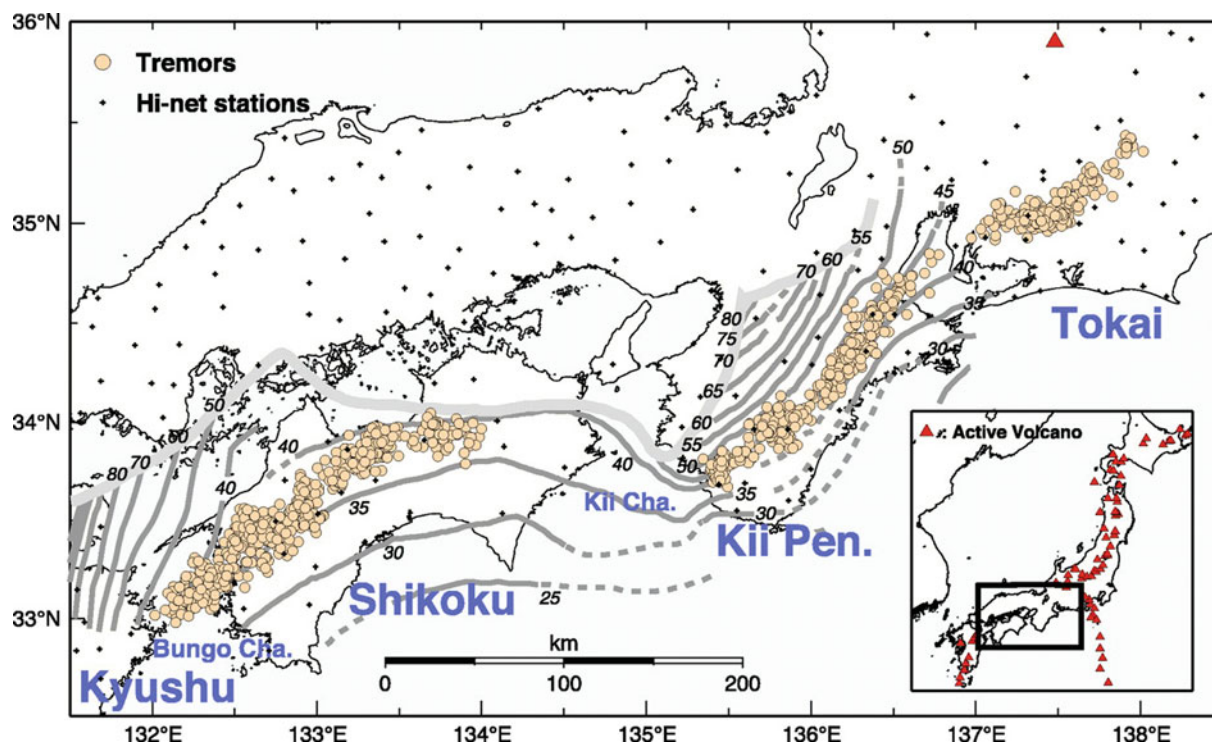 36°N
35°N
34°N
33°N
132°E 133°E 134°E 135°E 136°E 137°E 138°E
Tremors
Hi-net stations
50
45
55
60
70
40
35
30
80
75
70
65
60
55
50
40
35
30
50
60
70
80
40
40
35
30
25
Tokai
Kii Cha.
Kii Pen.
Shikoku
Bungo Cha.
Kyushu
km
0 100 200
Active Volcano